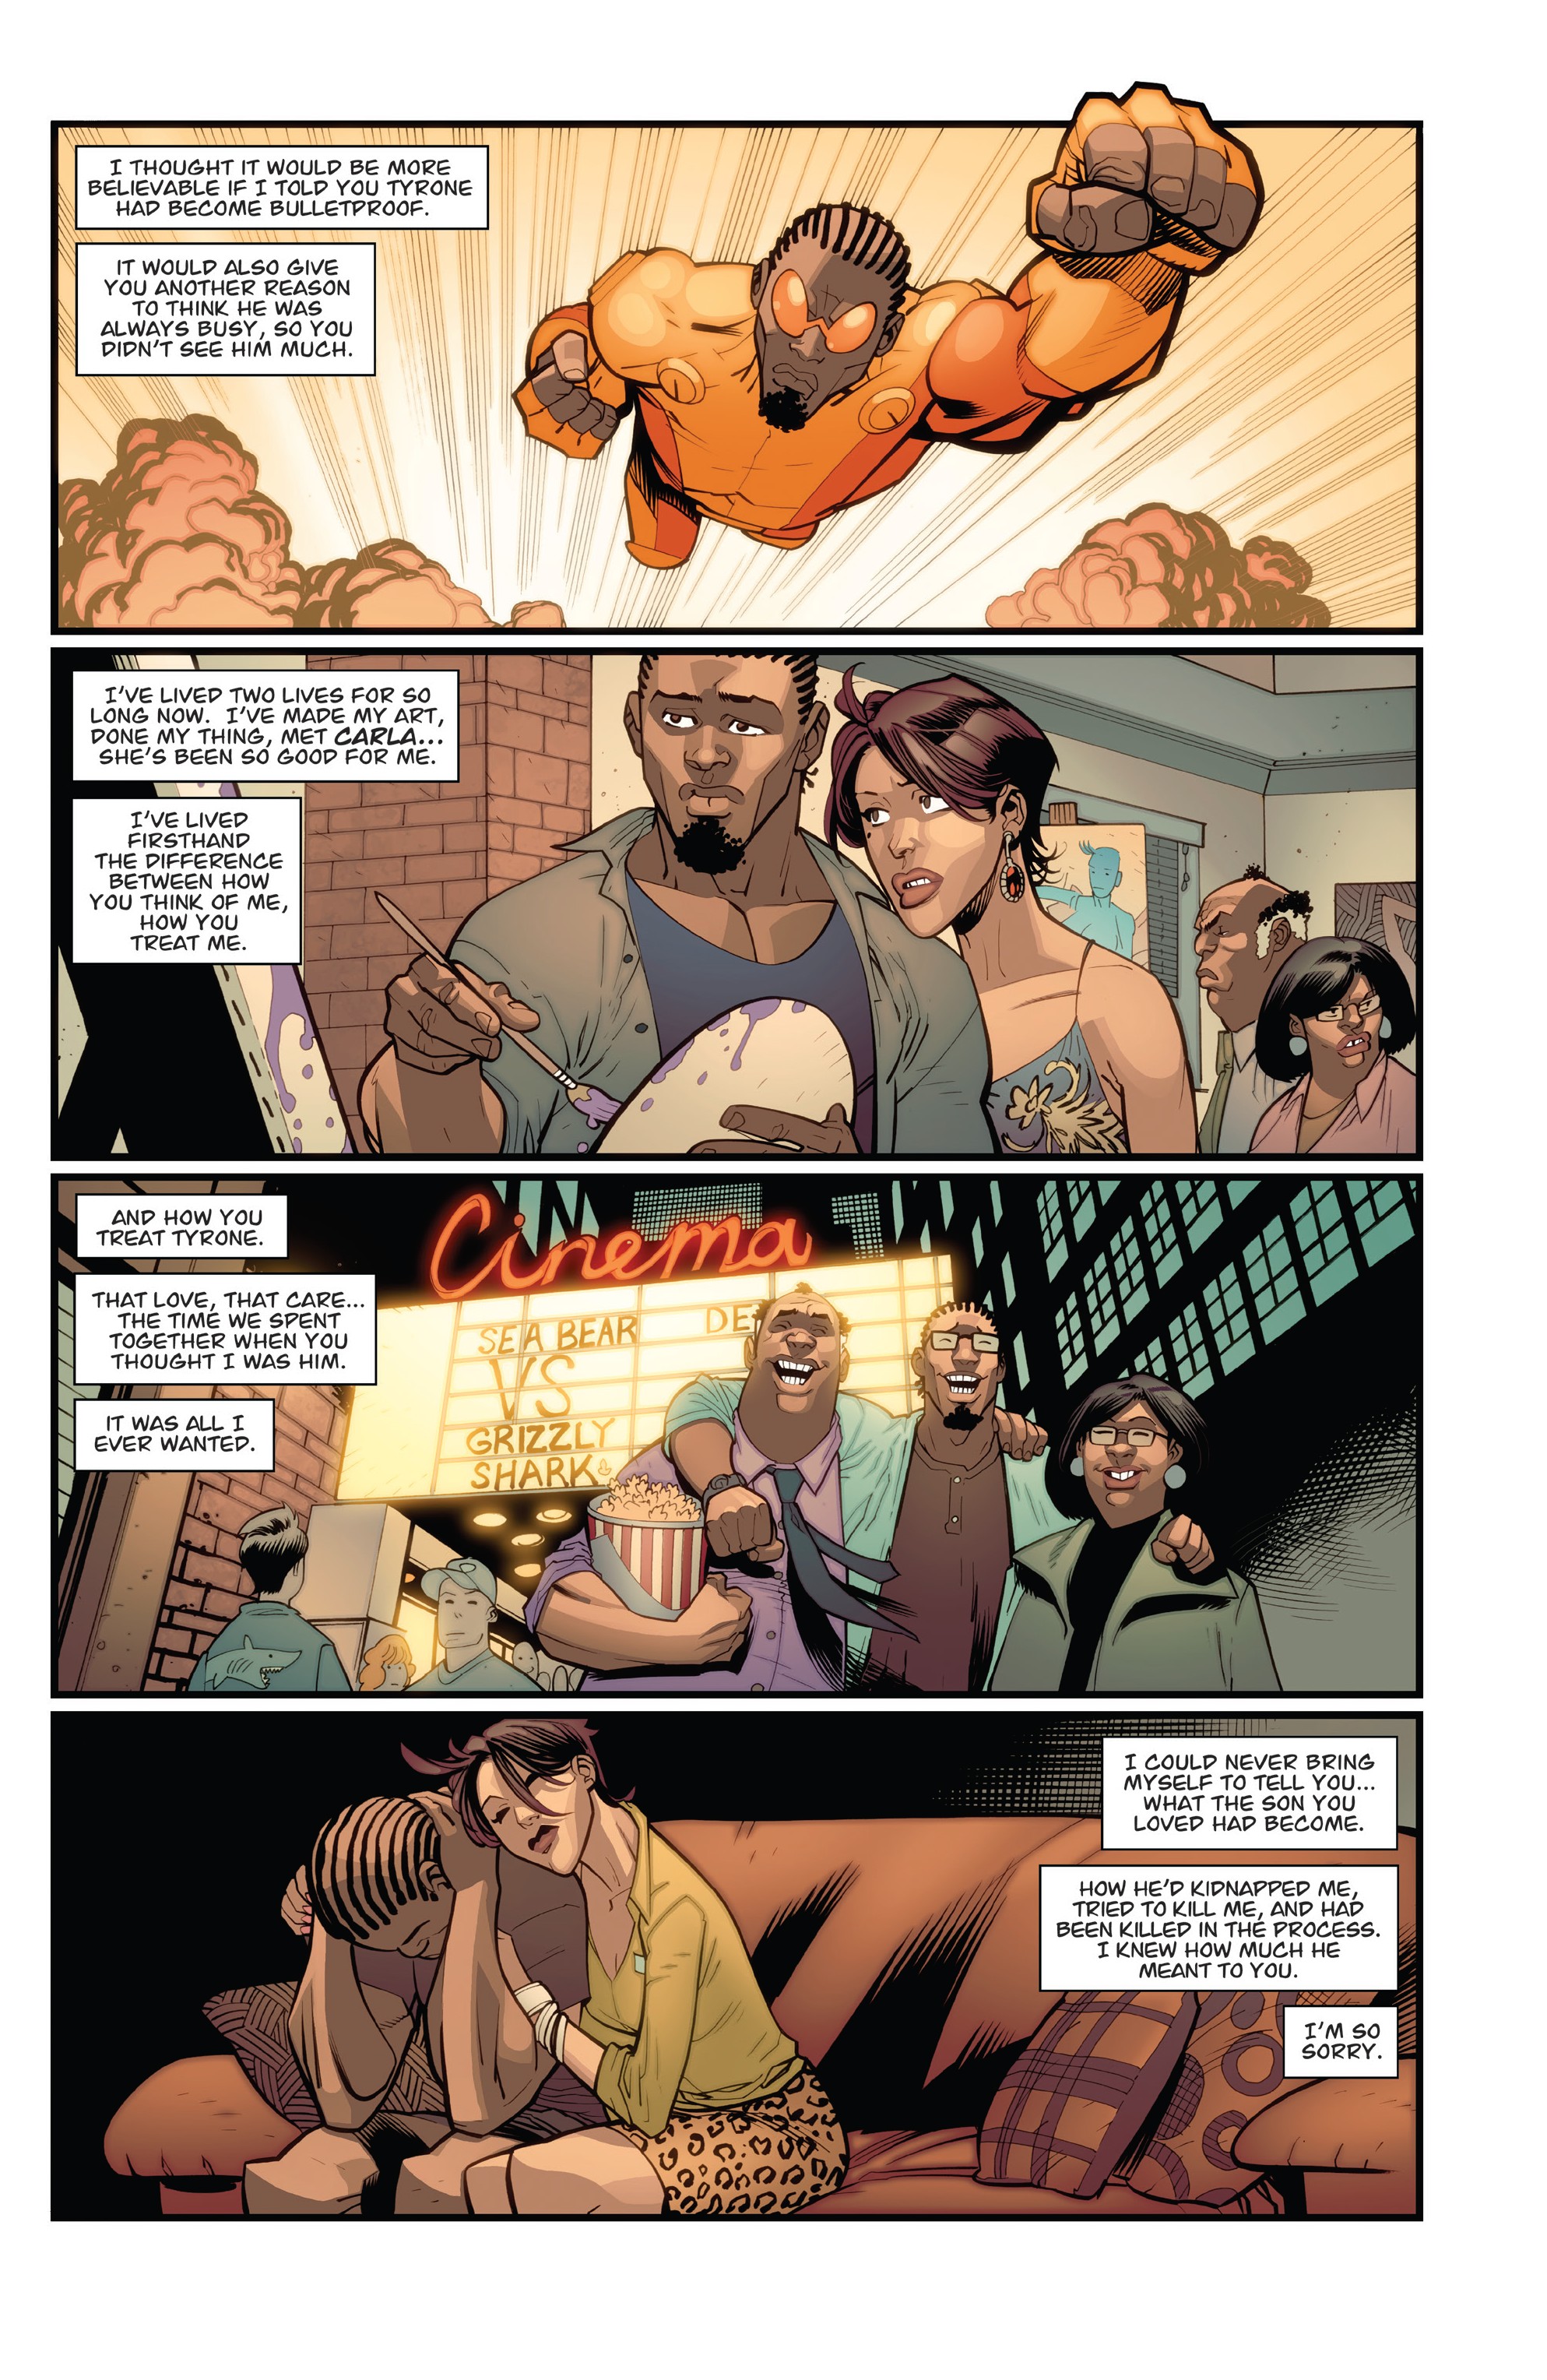 I THOUGHT IT WOULD BE MORE
BELIEVABLE IF I TOLD YOU TYRONE
HAD BECOME BULLETPROOF.
IT WOULD ALSO GIVE
YOU ANOTHER REASON
TO THINK HE WAS
ALWAYS BUSY, SO YOU
DIDN'T SEE HIM MUCH.
I'VE LIVED TWO LIVES FOR SO
LONG NOW. I'VE MADE MY ART,
DONE MY THING, MET CARLA...
SHE'S BEEN SO GOOD FOR ME.
I'VE LIVED
FIRSTHAND
THE DIFFERENCE
BETWEEN HOW
YOU THINK OF ME,
HOW YOU
TREAT ME.
AND HOW YOU
TREAT TYRONE.
THAT LOVE, THAT CARE...
THE TIME WE SPENT
TOGETHER WHEN YOU
THOUGHT I WAS HIM.
IT WAS ALL I
EVER WANTED.
Cinema
SEA BEAR
VS
GRIZZLY
SHARK
DE
I COULD NEVER BRING
MYSELF TO TELL YOU...
WHAT THE SON YOU
LOVED HAD BECOME.
HOW HE'D KIDNAPPED ME,
TRIED TO KILL ME, AND HAD
BEEN KILLED IN THE PROCESS.
I KNEW HOW MUCH HE
MEANT TO YOU.
I'M SO
SORRY.